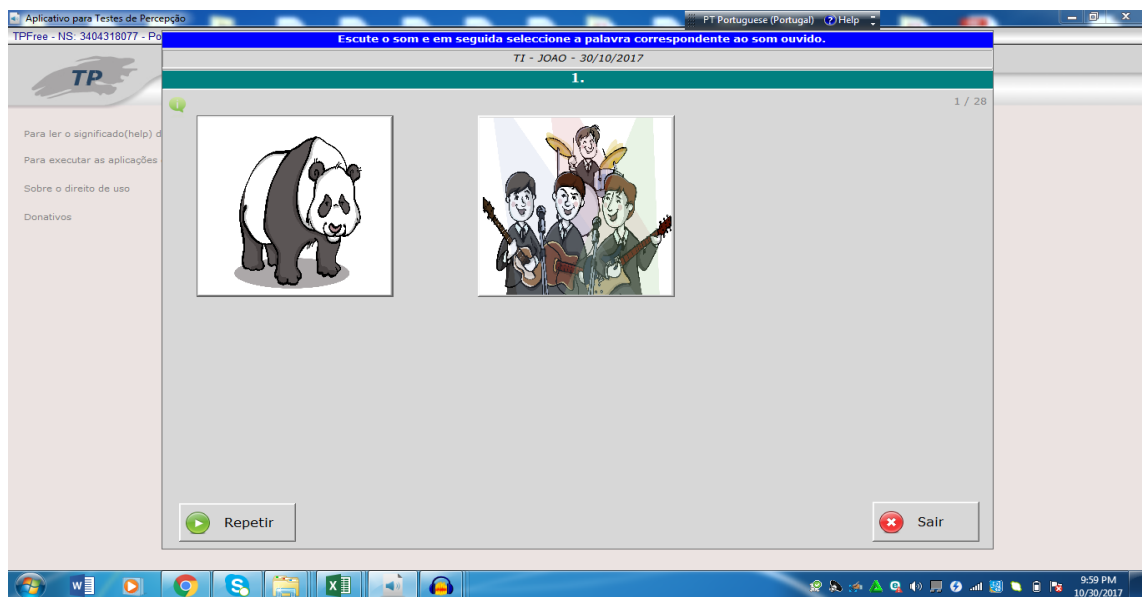 Aplicativo para Testes de Percepção
PT Portuguese (Portugal) Help
TPFree - NS: 3404318077 - Po
Escute o som e em seguida seleccione a palavra correspondente ao som ouvido.
TI - JOAO - 30/10/2017
TP
1.
1 / 28
Para ler o significado(help) d
Para executar as aplicações
Sobre o direito de uso
Donativos
Repetir
Sair
9:59 PM
10/30/2017